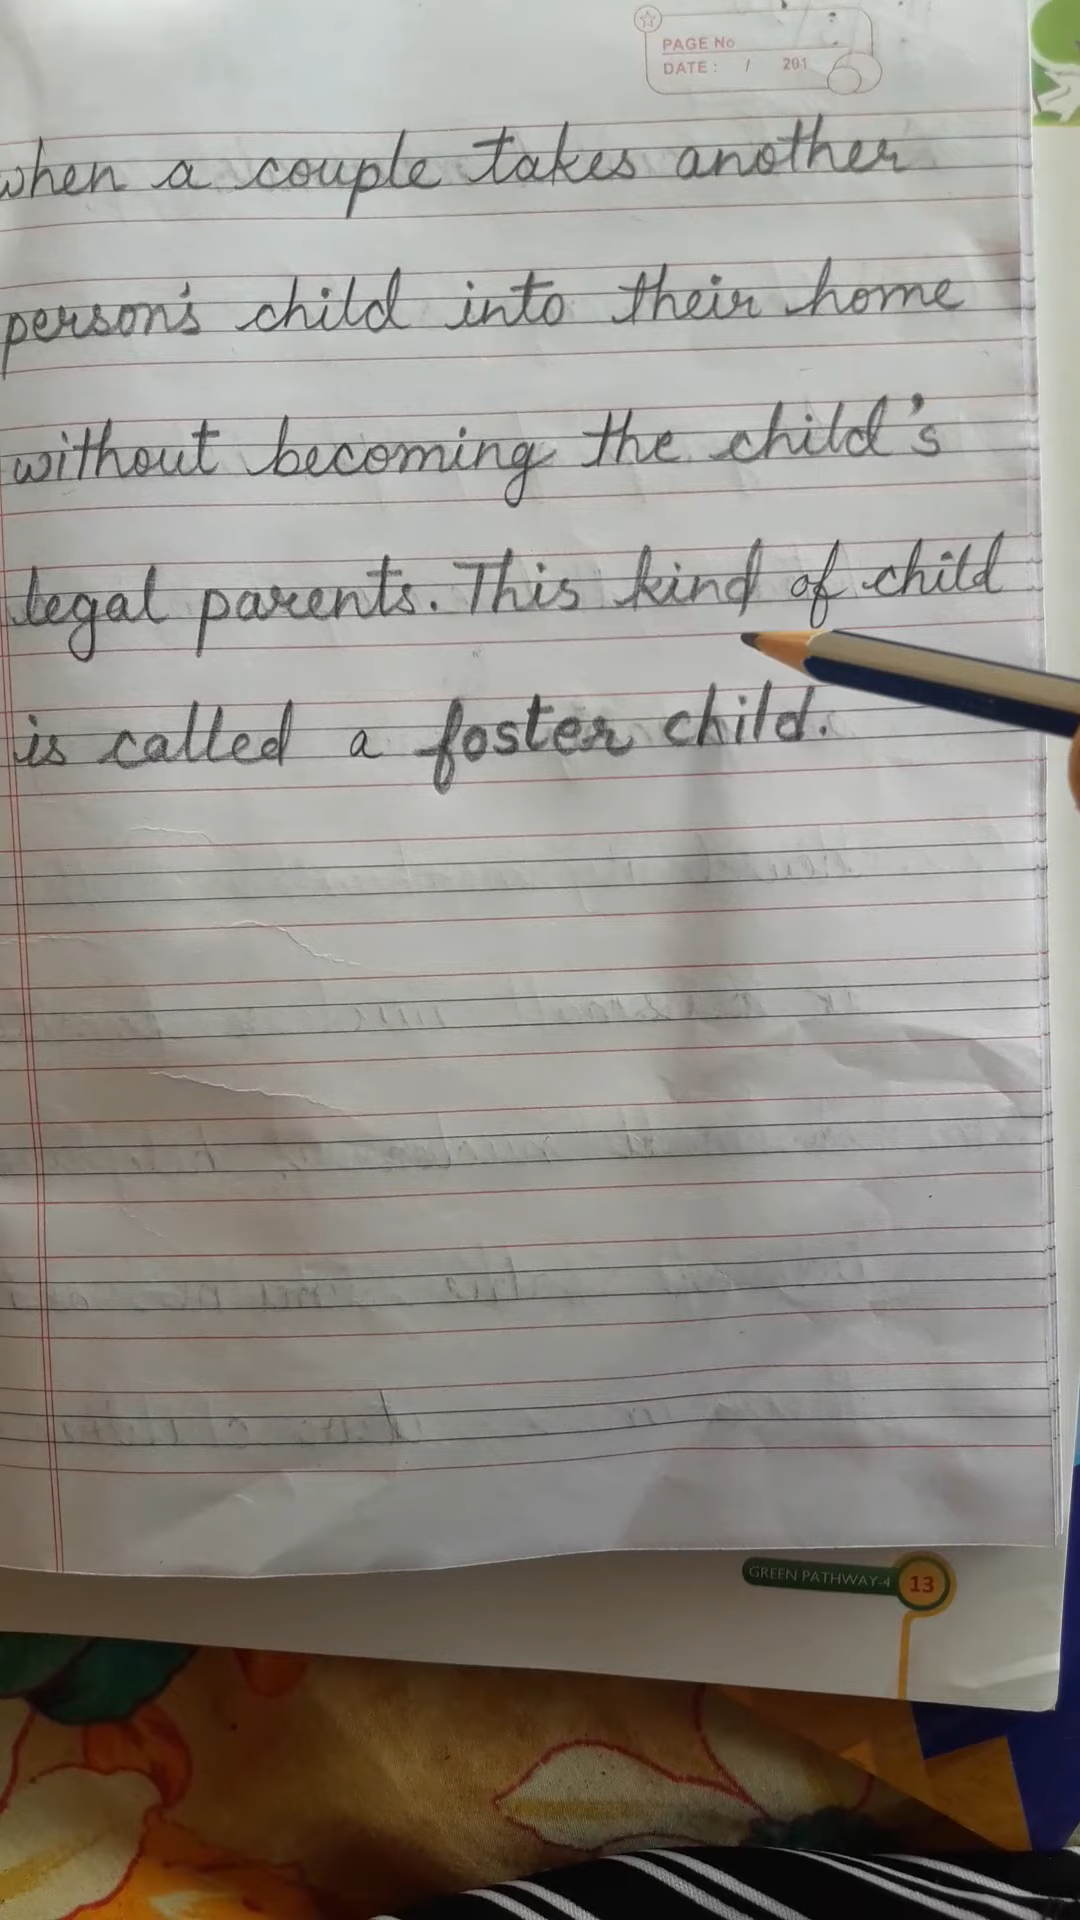 PAGE No
DATE : / 201
when a couple takes another
person's child into their home
without becoming the child's
legal parents. This kind of child
is called a foster child.
GREEN PATHWAY-4 13